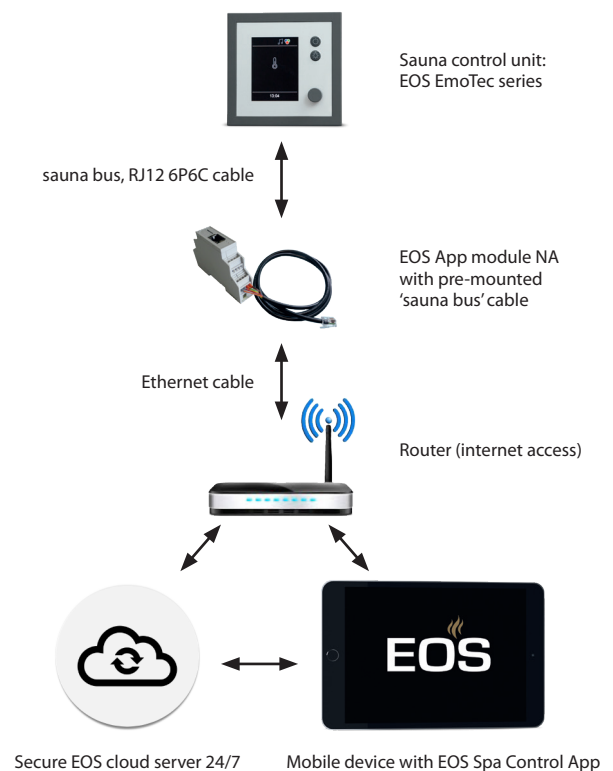 13:54
Sauna control unit:
EOS EmoTec series
sauna bus, RJ12 6P6C cable
EOS App module NA
with pre-mounted
‘sauna bus’ cable
Ethernet cable
Router (internet access)
EOS
Secure EOS cloud server 24/7
Mobile device with EOS Spa Control App